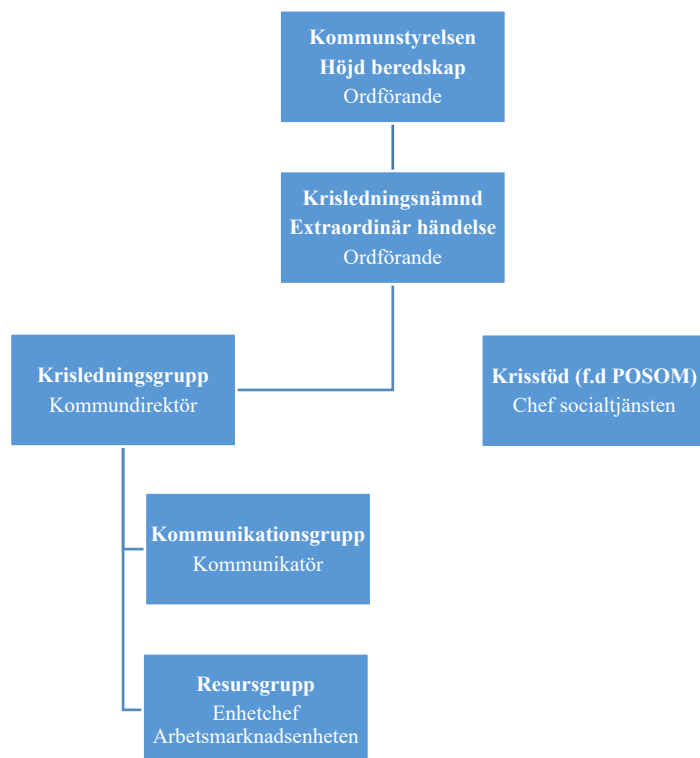 Kommunstyrelsen
Höjd beredskap
Ordförande
Krisledningsnämnd
Extraordinär händelse
Ordförande
Krisledningsgrupp
Kommundirektör
Krisstöd (f.d POSOM)
Chef socialtjänsten
Kommunikationsgrupp
Kommunikatör
Resursgrupp
Enhetchef
Arbetsmarknadsenheten